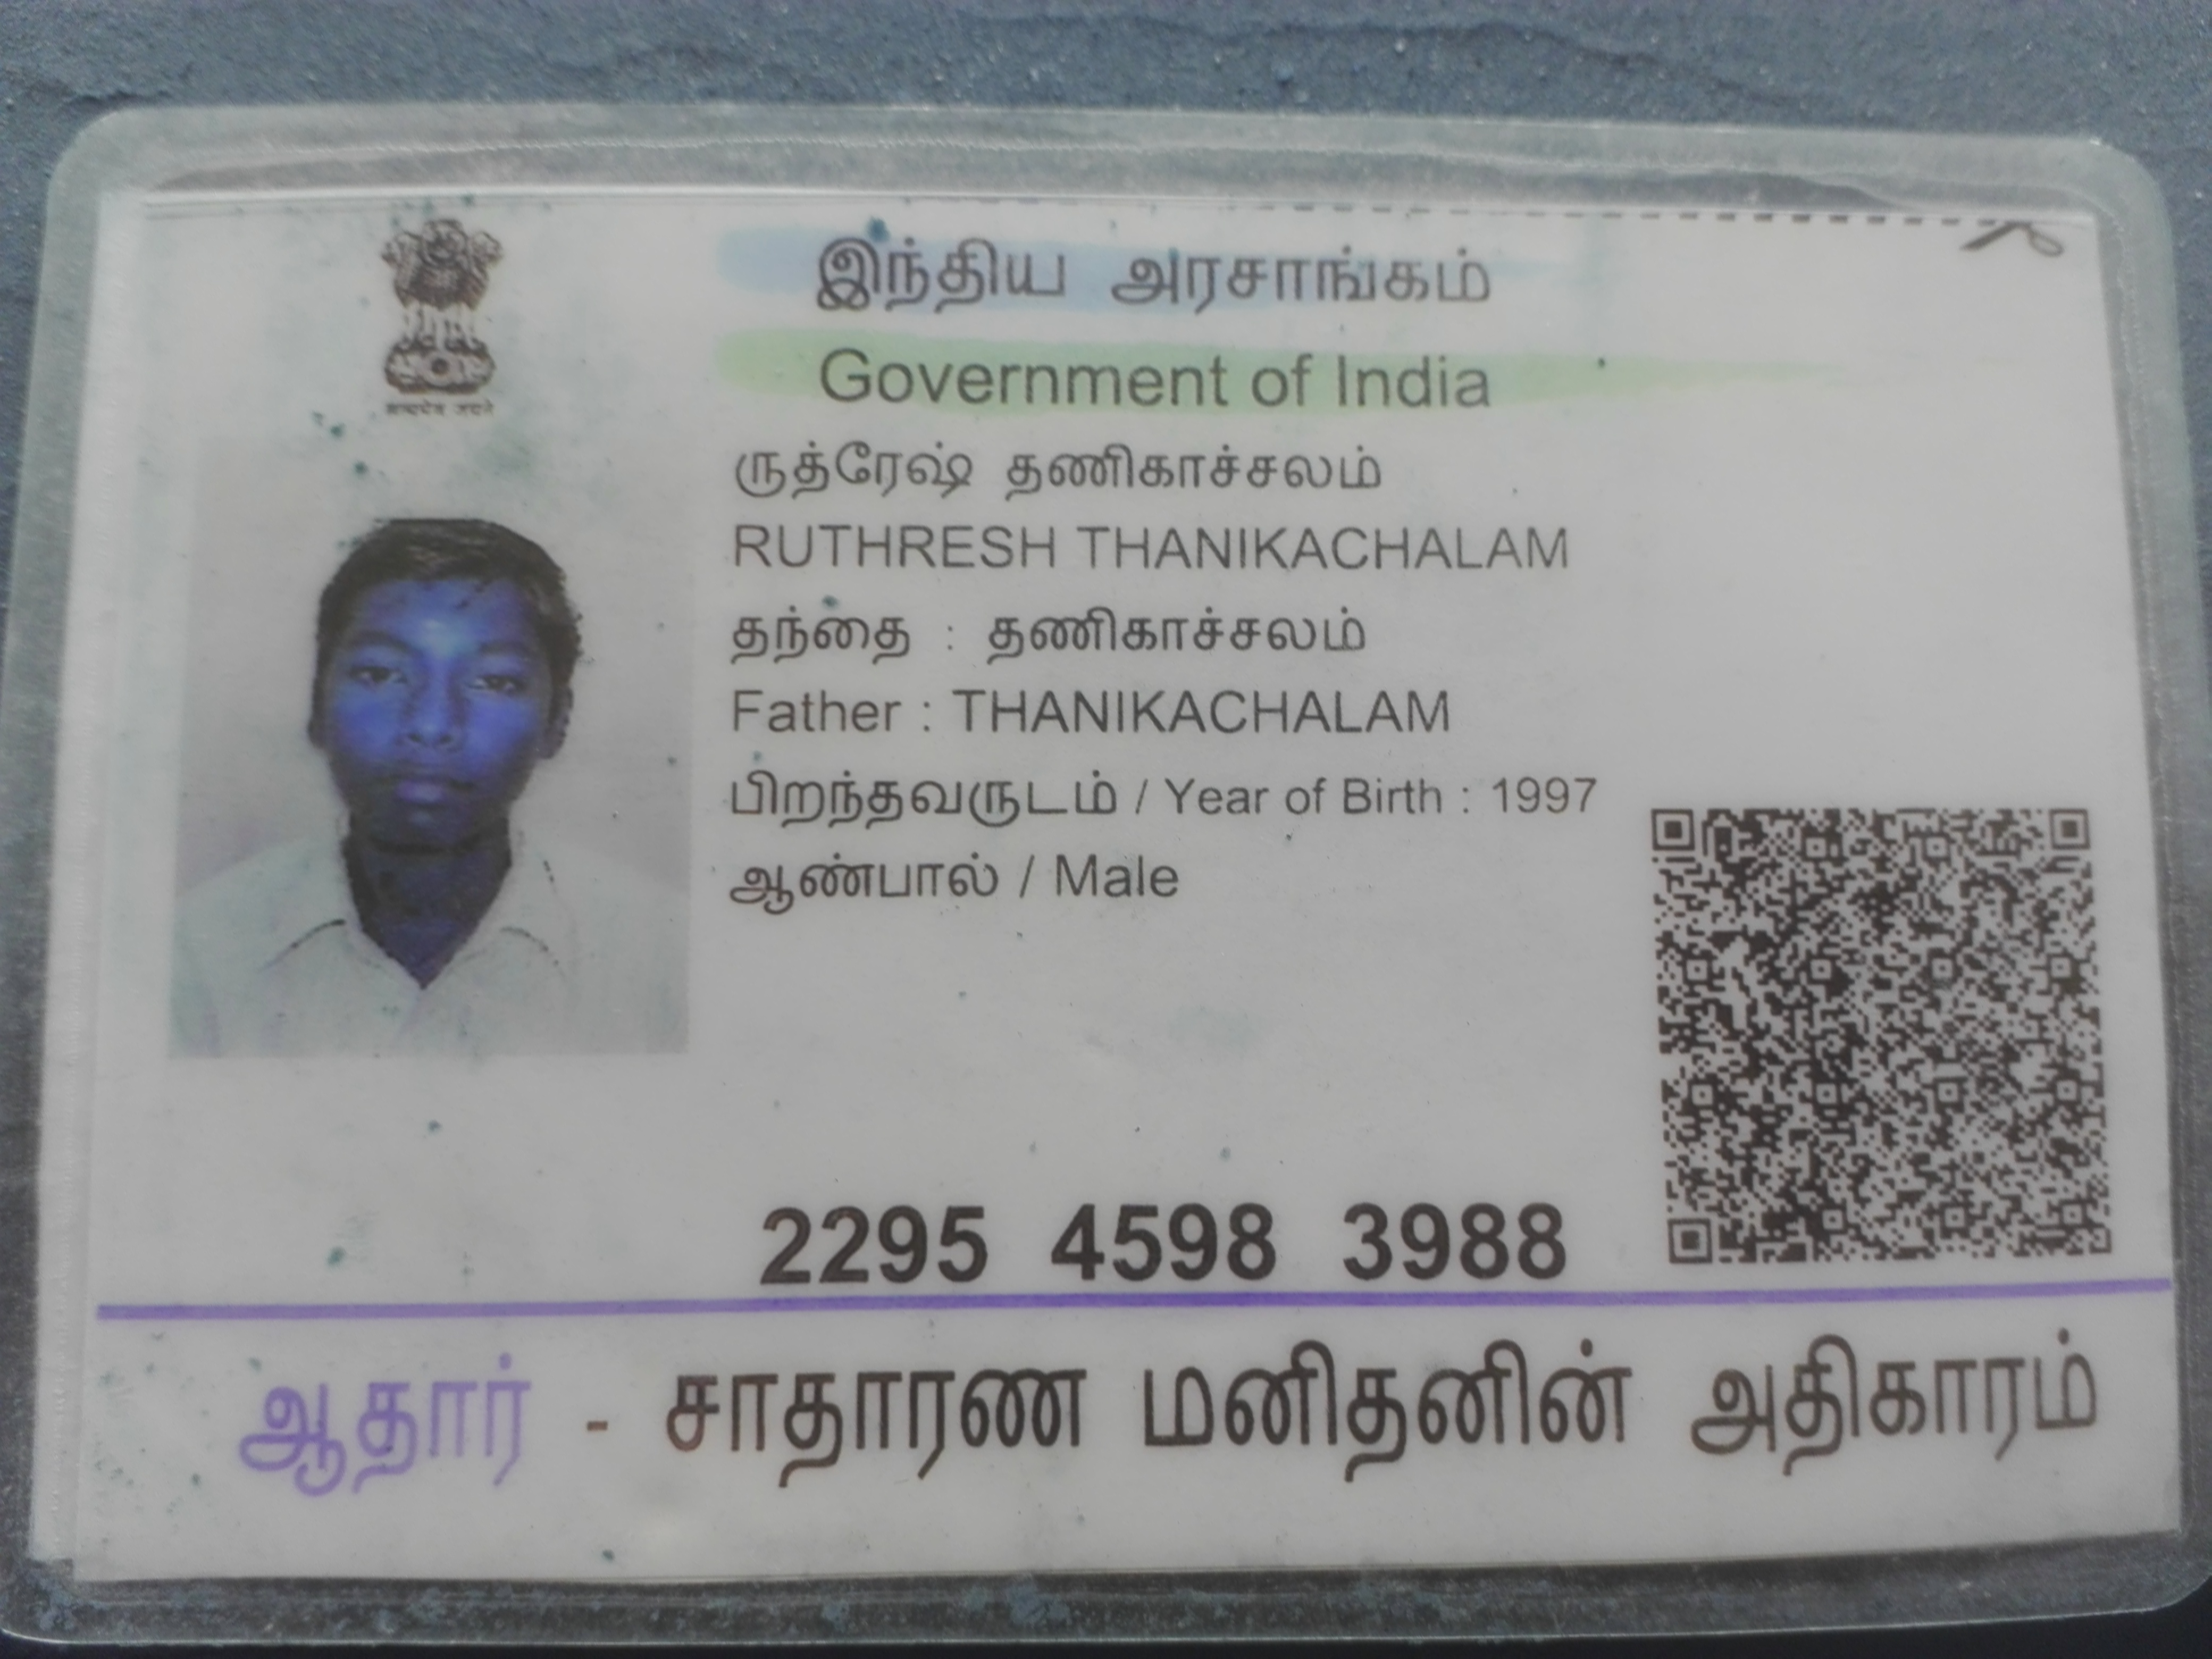 सत्यमेव जयते
இந்திய அரசாங்கம்
Government of India
ருத்ரேஷ் தணிகாச்சலம்
RUTHRESH THANIKACHALAM
தந்தை : தணிகாச்சலம்
Father : THANIKACHALAM
பிறந்தவருடம் / Year of Birth : 1997
ஆண்பால் / Male
2295 4598 3988
ஆதார் - சாதாரண மனிதனின் அதிகாரம்